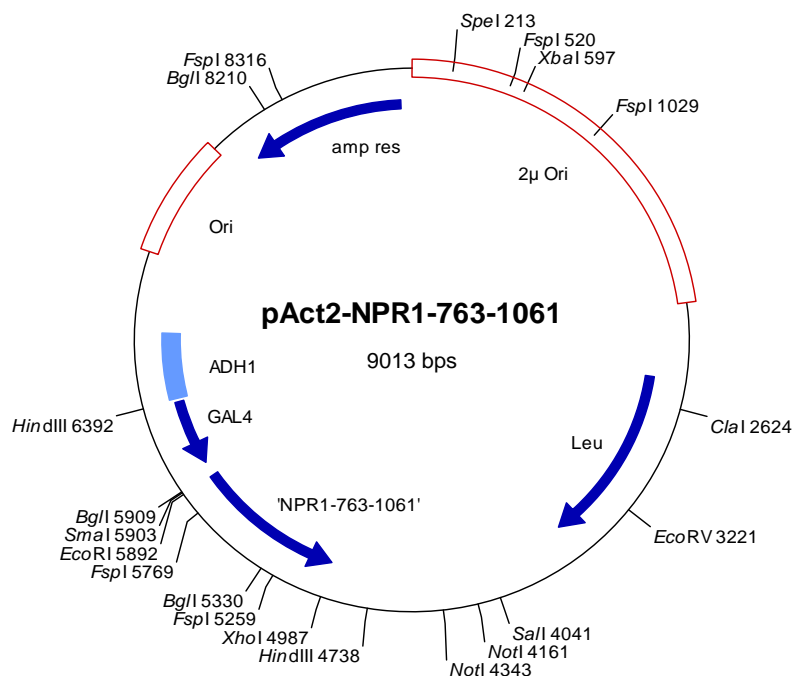 SpeI 213
FspI 520
XbaI 597
FspI 1029
FspI 8316
BglI 8210
amp res
2µ Ori
Ori
pAct2-NPR1-763-1061
9013 bps
ADH1
GAL4
HindIII 6392
ClaI 2624
Leu
'NPR1-763-1061'
BglI 5909
SmaI 5903
EcoRI 5892
FspI 5769
EcoRV 3221
BglI 5330
FspI 5259
XhoI 4987
HindIII 4738
SalI 4041
NotI 4161
NotI 4343